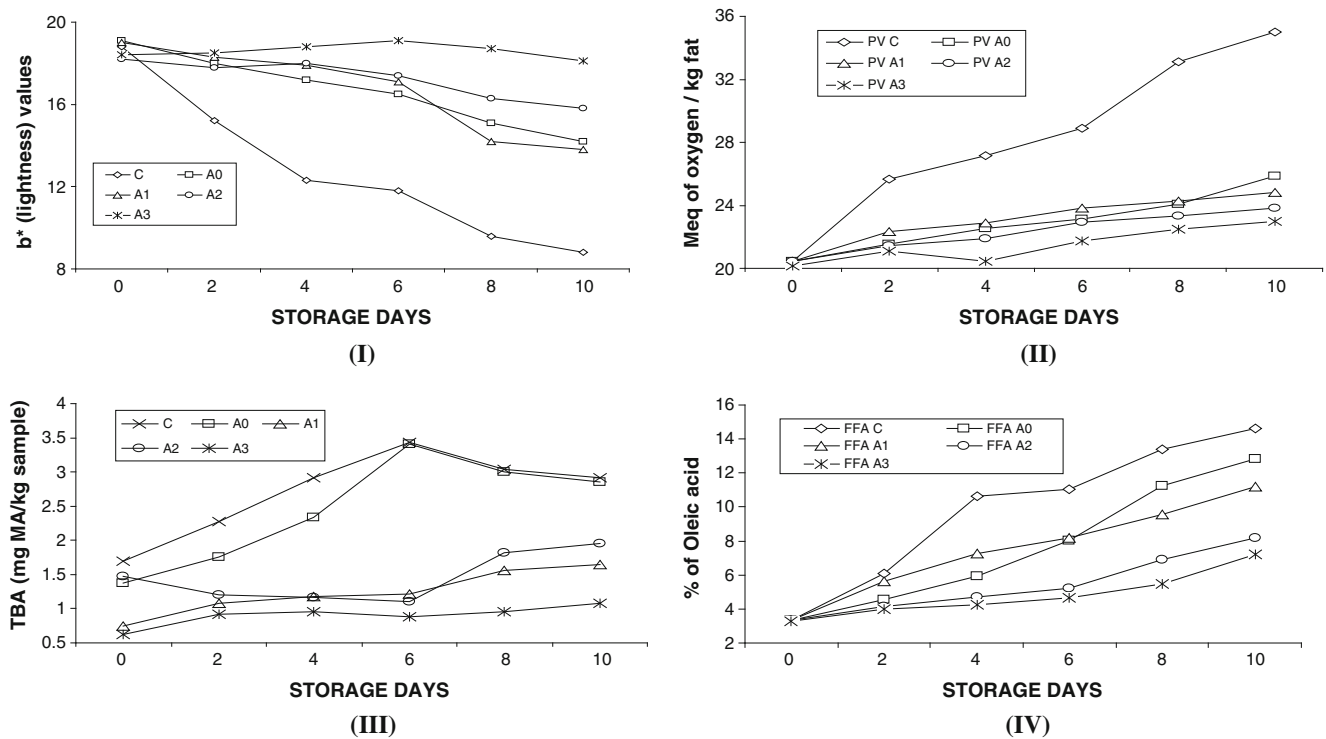 b* (lightness) values
20
16
12
8
C A0
A1 A2
A3
0 2 4 6 8 10
STORAGE DAYS
(I)
Meq of oxygen / kg fat
36
32
28
24
20
PV C PV A0
PV A1 PV A2
PV A3
0 2 4 6 8 10
STORAGE DAYS
(II)
TBA (mg MA/kg sample)
4
3.5
3
2.5
2
1.5
1
0.5
C A0 A1
A2 A3
0 2 4 6 8 10
STORAGE DAYS
(III)
% of Oleic acid
16
14
12
10
8
6
4
2
FFA C FFA A0
FFA A1 FFA A2
FFA A3
0 2 4 6 8 10
STORAGE DAYS
(IV)